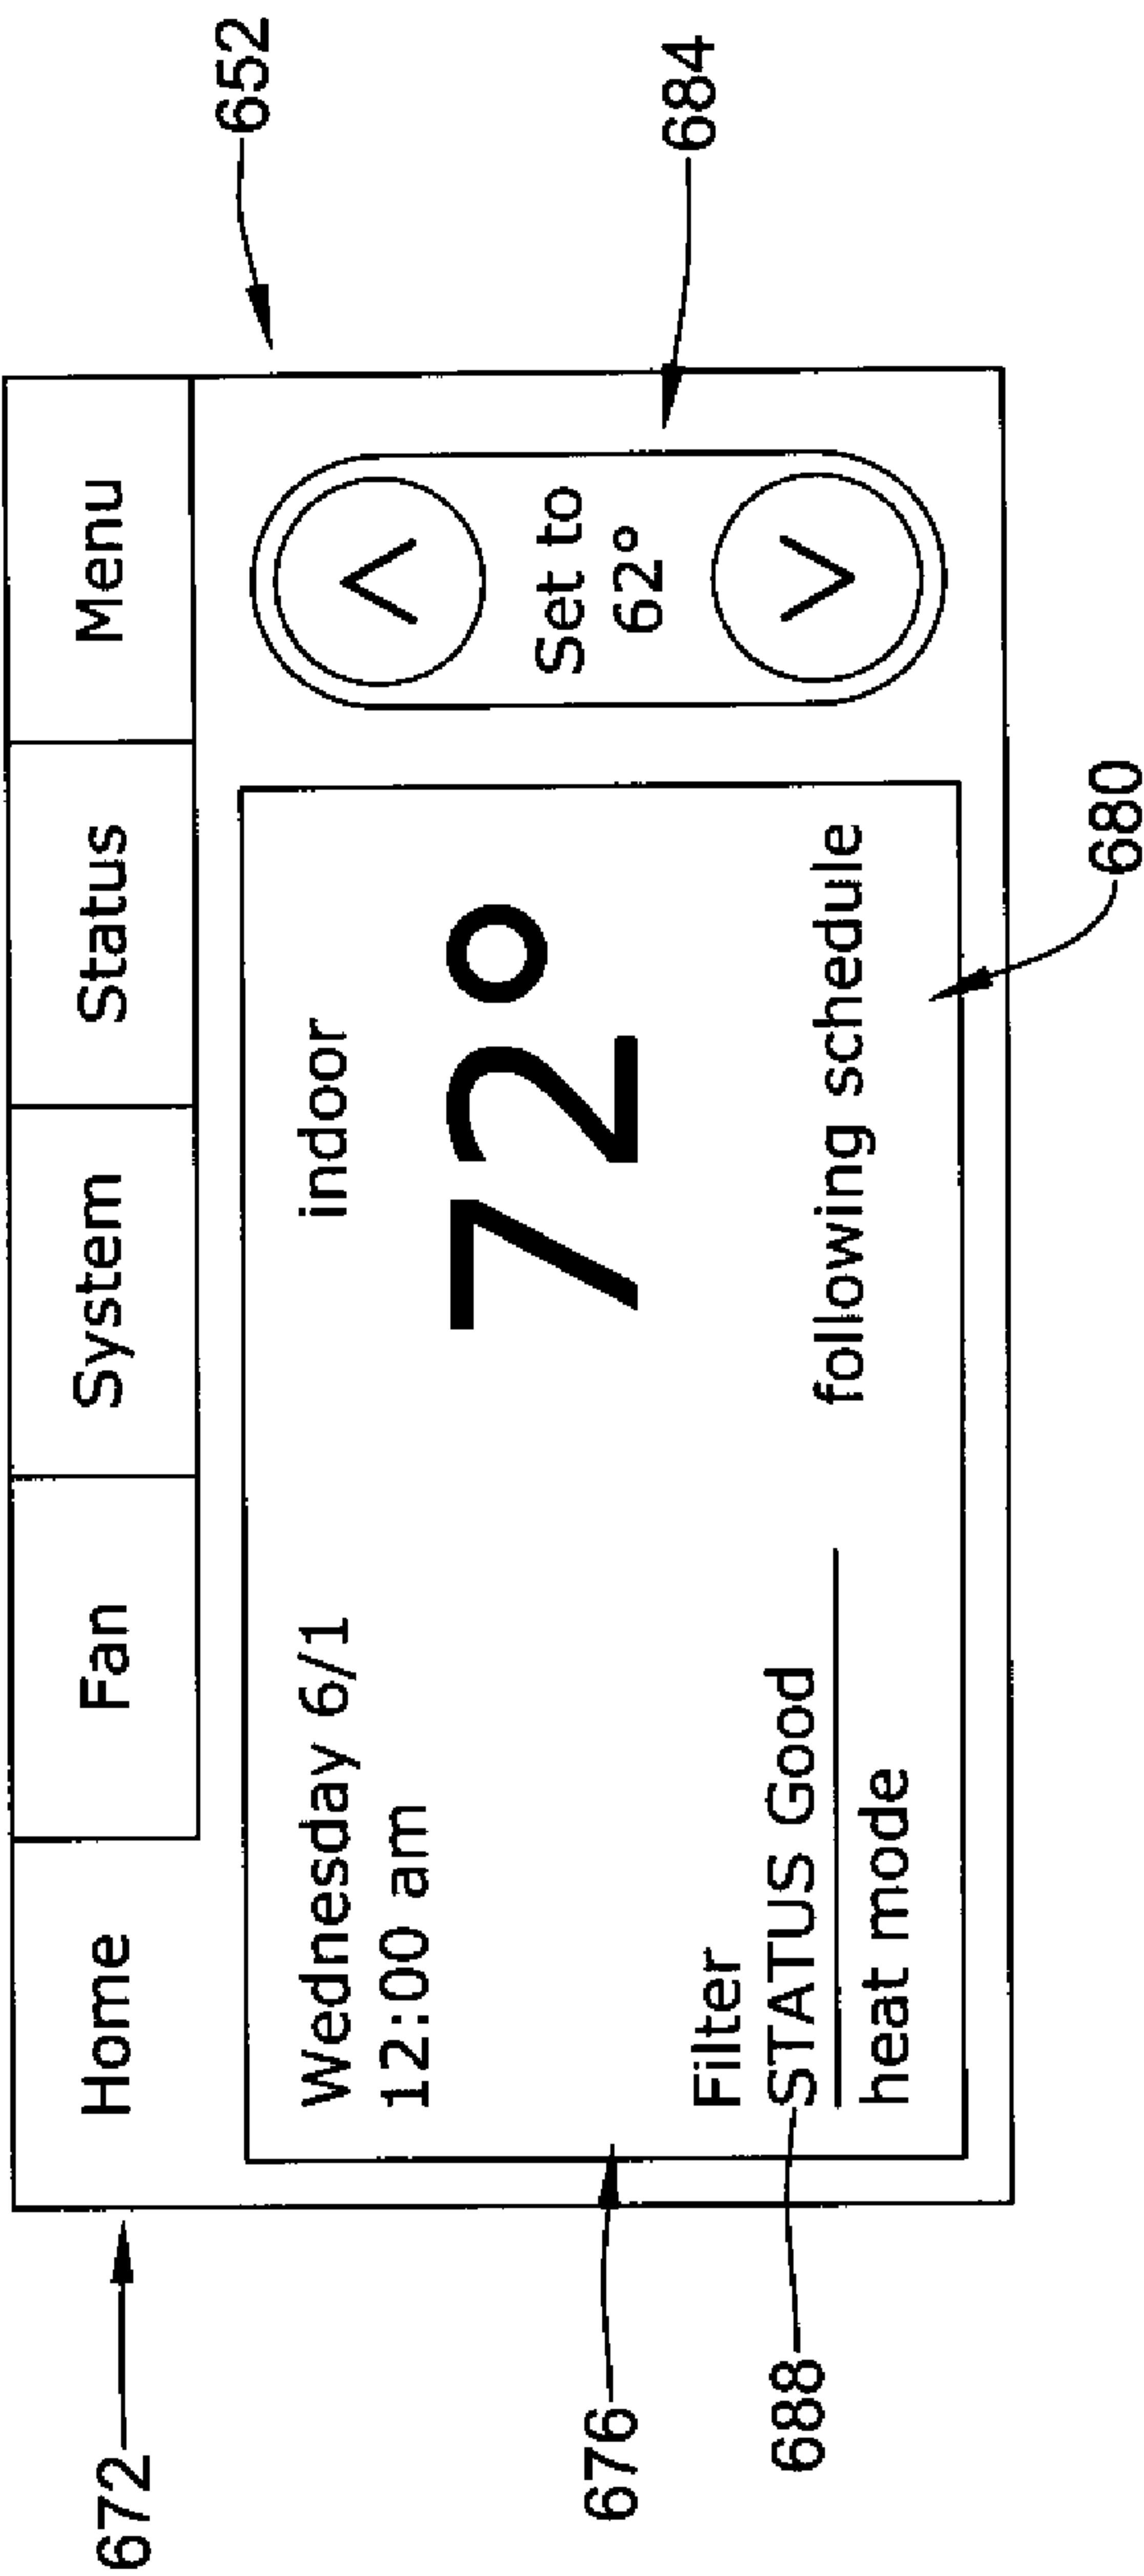 652
672 Home Fan System Status Menu
Wednesday 6/1 indoor
12:00 am
72°
Set to
62°
684
676
Filter
688 STATUS Good
following schedule
heat mode
680